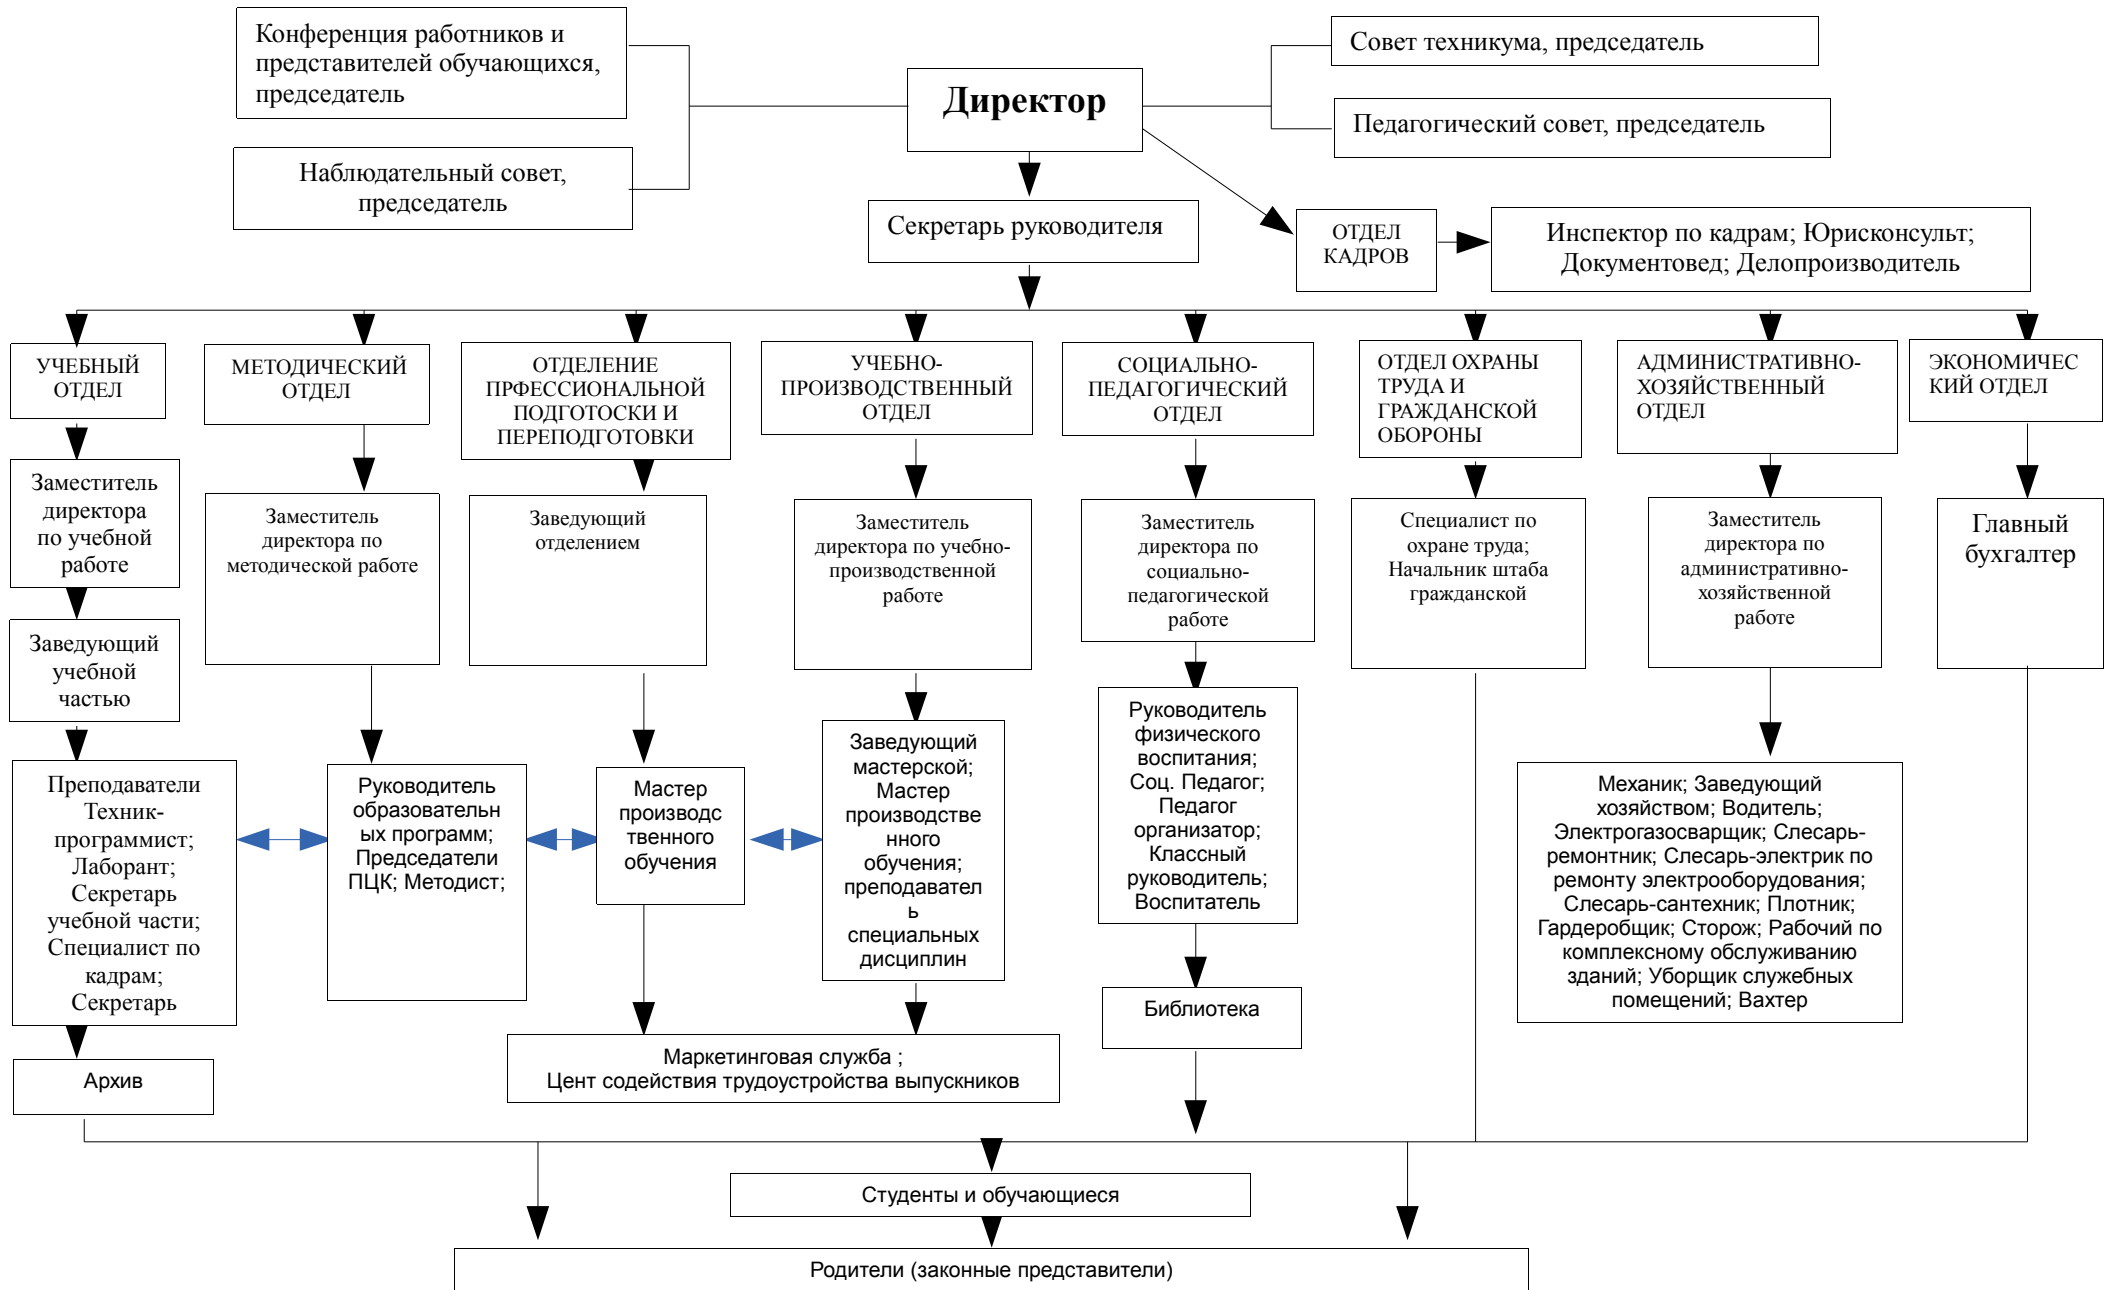 Конференция работников и
представителей обучающихся,
председатель
Совет техникума, председатель
Директор
Педагогический совет, председатель
Наблюдательный совет,
председатель
Секретарь руководителя
ОТДЕЛ
КАДРОВ
Инспектор по кадрам; Юрисконсульт;
Документовед; Делопроизводитель
УЧЕБНЫЙ
ОТДЕЛ
МЕТОДИЧЕСКИЙ
ОТДЕЛ
ОТДЕЛЕНИЕ
ПРФЕССИОНАЛЬНОЙ
ПОДГОТОСКИ И
ПЕРЕПОДГОТОВКИ
УЧЕБНО-
ПРОИЗВОДСТВЕННЫЙ
ОТДЕЛ
СОЦИАЛЬНО-
ПЕДАГОГИЧЕСКИЙ
ОТДЕЛ
ОТДЕЛ ОХРАНЫ
ТРУДА И
ГРАЖДАНСКОЙ
ОБОРОНЫ
АДМИНИСТРАТИВНО-
ХОЗЯЙСТВЕННЫЙ
ОТДЕЛ
ЭКОНОМИЧЕС
КИЙ ОТДЕЛ
Заместитель
директора
по учебной
работе
Заместитель
директора по
методической работе
Заведующий
отделением
Заместитель
директора по учебно-
производственной
работе
Заместитель
директора по
социально-
педагогической
работе
Специалист по
охране труда;
Начальник штаба
гражданской
Заместитель
директора по
административно-
хозяйственной
работе
Главный
бухгалтер
Заведующий
учебной
частью
Преподаватели
Техник-
программист;
Лаборант;
Секретарь
учебной части;
Специалист по
кадрам;
Секретарь
Руководитель
образовательн
ых программ;
Председатели
ПЦК; Методист;
Мастер
производс
твенного
обучения
Заведующий
мастерской;
Мастер
производстве
нного
обучения;
преподавател
ь
специальных
дисциплин
Руководитель
физического
воспитания;
Соц. Педагог;
Педагог
организатор;
Классный
руководитель;
Воспитатель
Механик; Заведующий
хозяйством; Водитель;
Электрогазосварщик; Слесарь-
ремонтник; Слесарь-электрик по
ремонту электрооборудования;
Слесарь-сантехник; Плотник;
Гардеробщик; Сторож; Рабочий по
комплексному обслуживанию
зданий; Уборщик служебных
помещений; Вахтер
Библиотека
Архив
Маркетинговая служба ;
Цент содействия трудоустройства выпускников
Студенты и обучающиеся
Родители (законные представители)